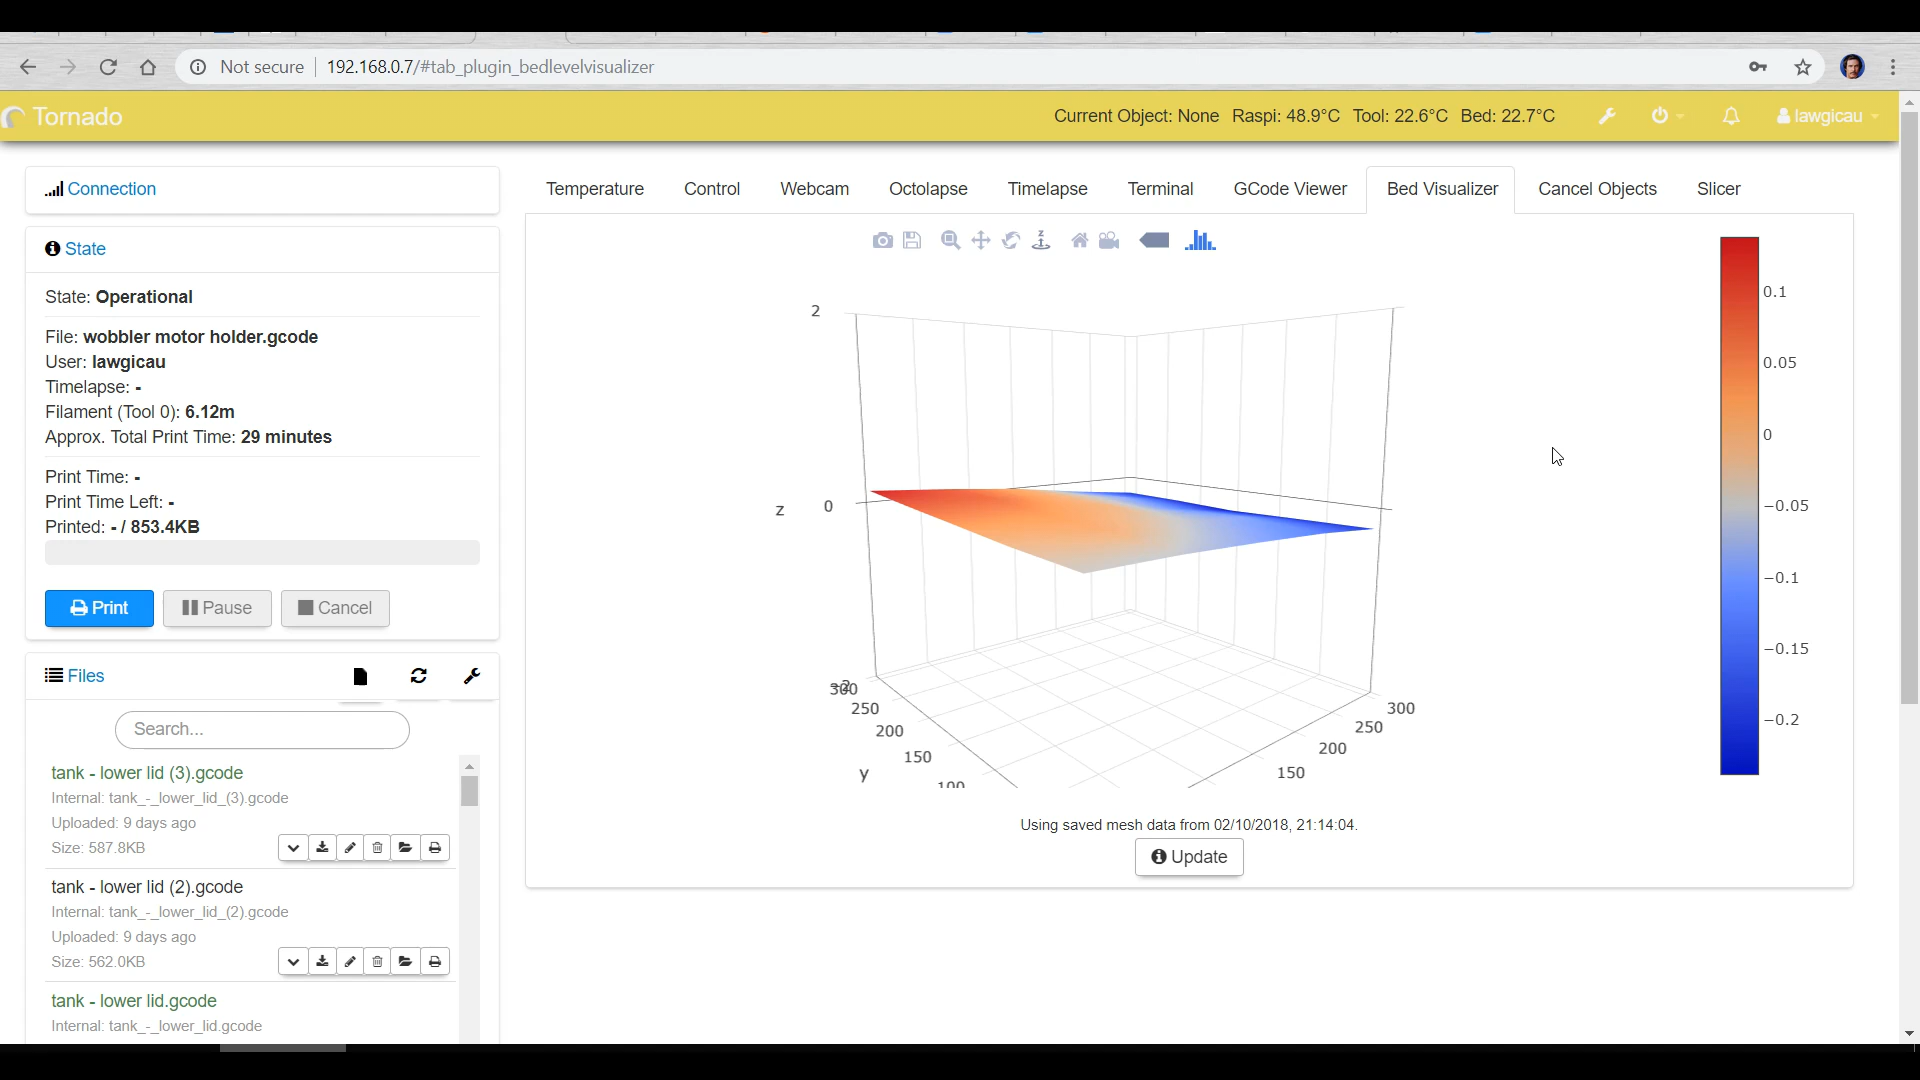 Not secure 192.168.0.7/#tab_plugin_bedlevelvisualizer
Tornado Current Object: None Raspi: 48.9°C Tool: 22.6°C Bed: 22.7°C lawgicau
Connection
State
State: Operational
File: wobbler motor holder.gcode
User: lawgicau
Timelapse: -
Filament (Tool 0): 6.12m
Approx. Total Print Time: 29 minutes
Print Time: -
Print Time Left: -
Printed: - / 853.4KB
Print Pause Cancel
Files
Search...
tank - lower lid (3).gcode
Internal: tank_-_lower_lid_(3).gcode
Uploaded: 9 days ago
Size: 587.8KB
tank - lower lid (2).gcode
Internal: tank_-_lower_lid_(2).gcode
Uploaded: 9 days ago
Size: 562.0KB
tank - lower lid.gcode
Internal: tank_-_lower_lid.gcode
Temperature Control Webcam Octolapse Timelapse Terminal GCode Viewer Bed Visualizer Cancel Objects Slicer
2
z 0
−2
300
250
200
150
100
y
300
250
200
150
0.1
0.05
0
−0.05
−0.1
−0.15
−0.2
Using saved mesh data from 02/10/2018, 21:14:04.
Update